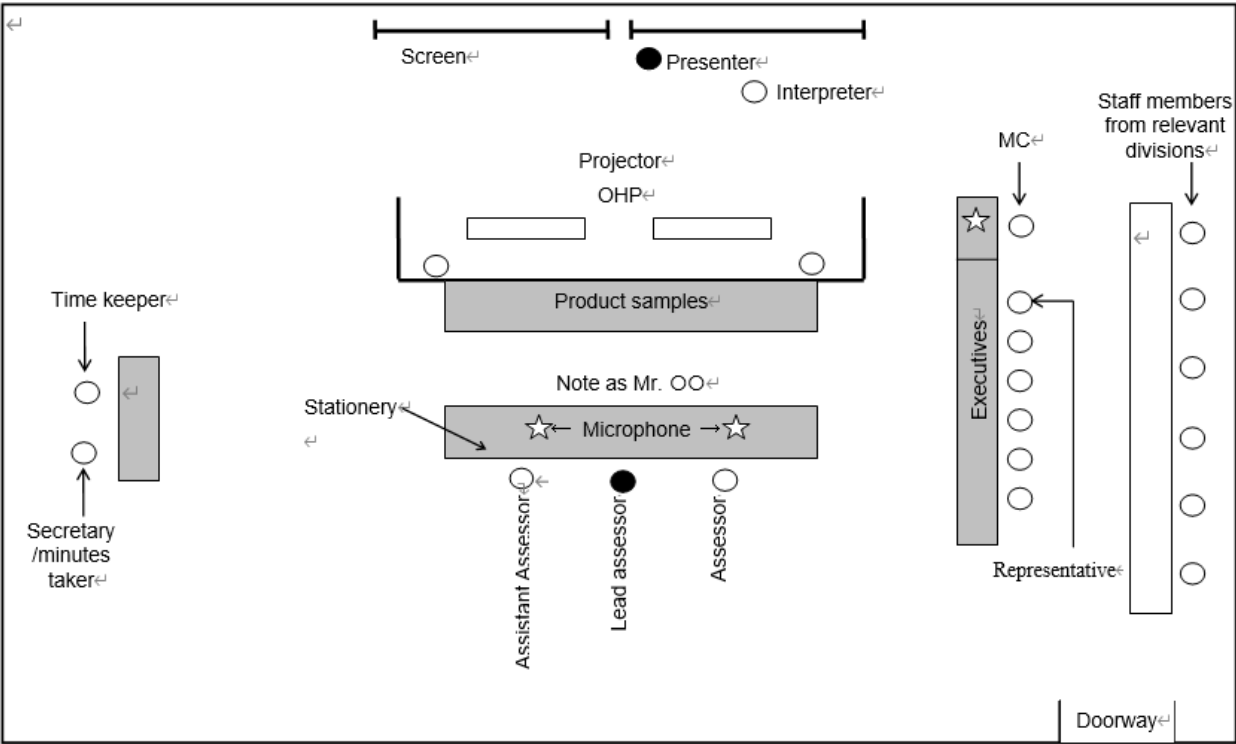 Screen
Presenter
Interpreter
Staff members
from relevant
divisions
MC
Projector
OHP
Time keeper
Product samples
Executives
Note as Mr. OO
Stationery
← Microphone →
Secretary
/minutes
taker
Assistant Assessor
Lead assessor
Assessor
Representative
Doorway